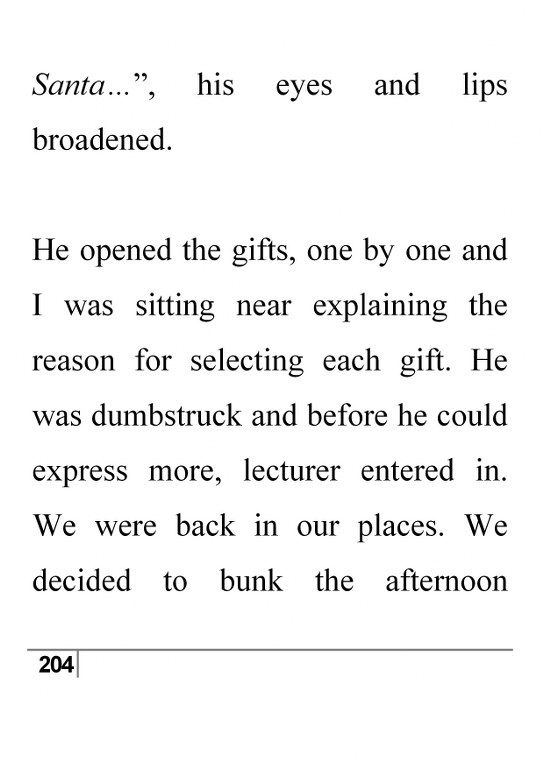 Santa…”, his eyes and lips
broadened.
He opened the gifts, one by one and
I was sitting near explaining the
reason for selecting each gift. He
was dumbstruck and before he could
express more, lecturer entered in.
We were back in our places. We
decided to bunk the afternoon
204